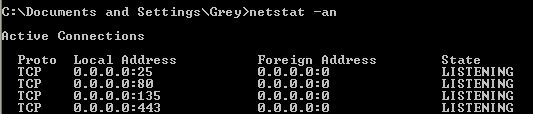 C:\Documents and Settings\Grey>netstat -an
Active Connections
Proto  Local Address          Foreign Address        State
TCP    0.0.0.0:25             0.0.0.0:0              LISTENING
TCP    0.0.0.0:80             0.0.0.0:0              LISTENING
TCP    0.0.0.0:135            0.0.0.0:0              LISTENING
TCP    0.0.0.0:443            0.0.0.0:0              LISTENING